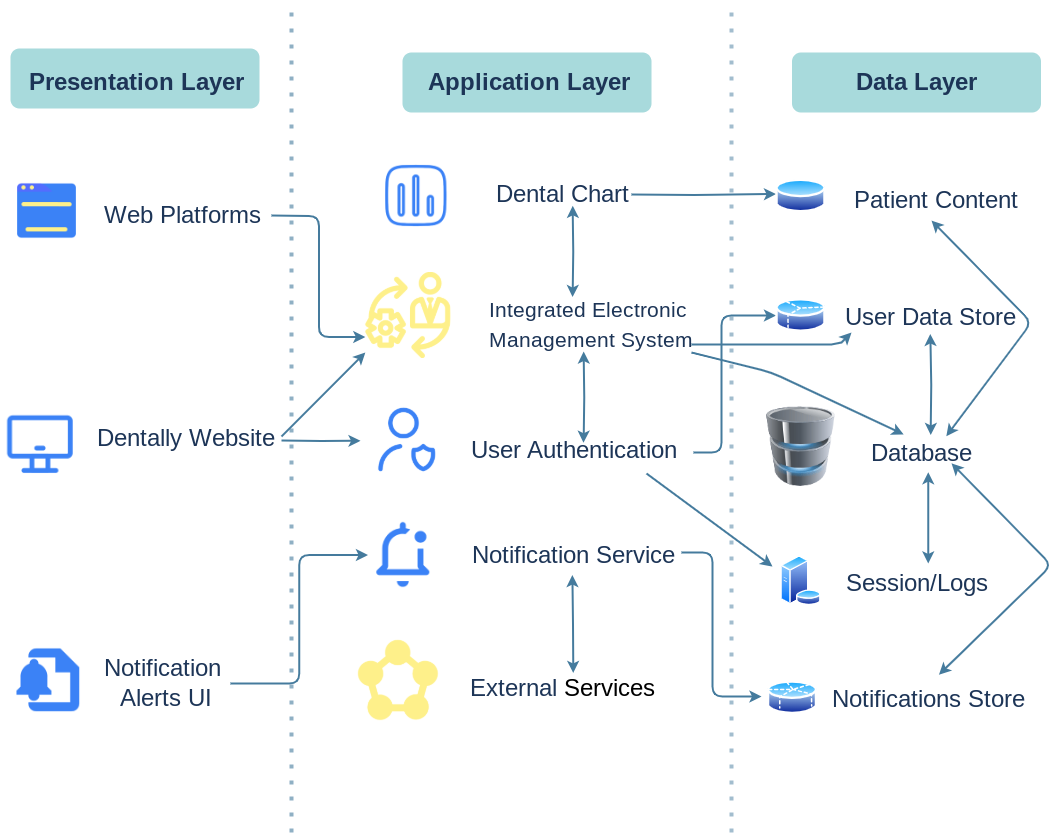 Presentation Layer
Application Layer
Data Layer
Web Platforms
Dental Chart
Patient Content
Integrated Electronic
Management System
User Data Store
Dentally Website
User Authentication
Database
Notification Service
Session/Logs
Notification
Alerts UI
External Services
Notifications Store